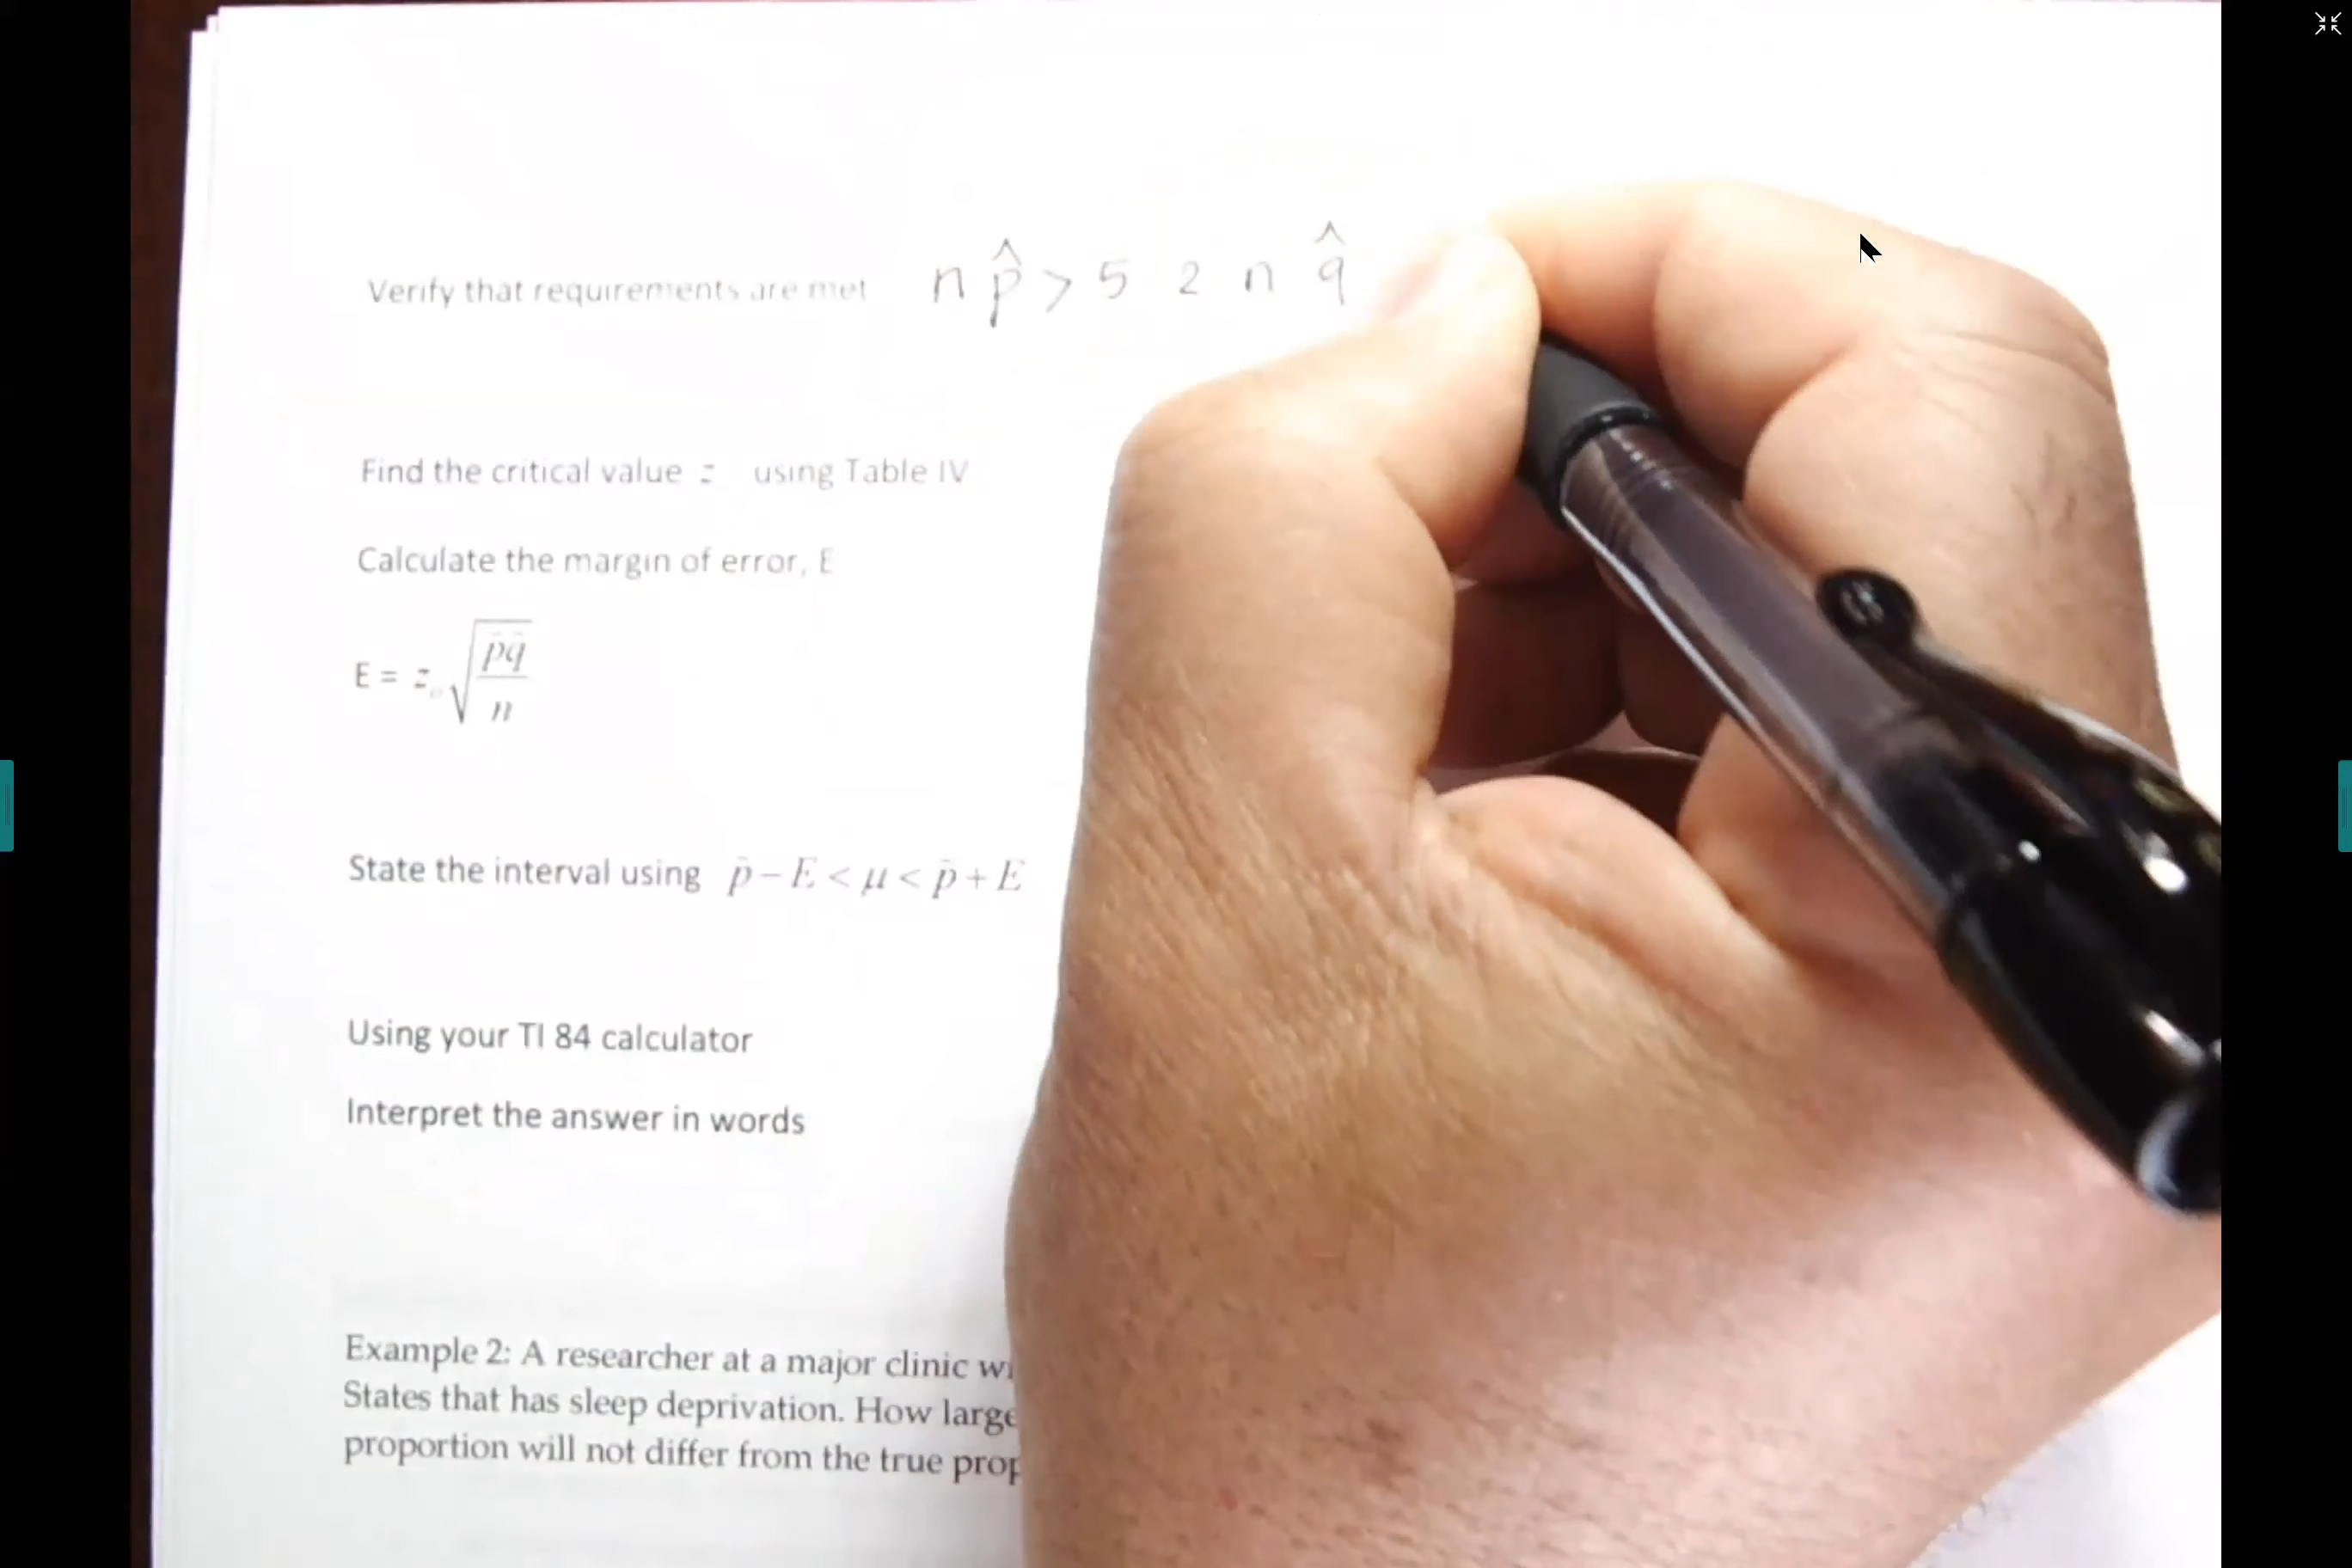 Verify that requirements are met n p̂ > 5 2 n q̂
Find the critical value z using Table IV
Calculate the margin of error, E
E = z √(p̂q̂/n)
State the interval using p̂ − E < μ < p̂ + E
Using your TI 84 calculator
Interpret the answer in words
Example 2: A researcher at a major clinic
States that has sleep deprivation. How large
proportion will not differ from the true